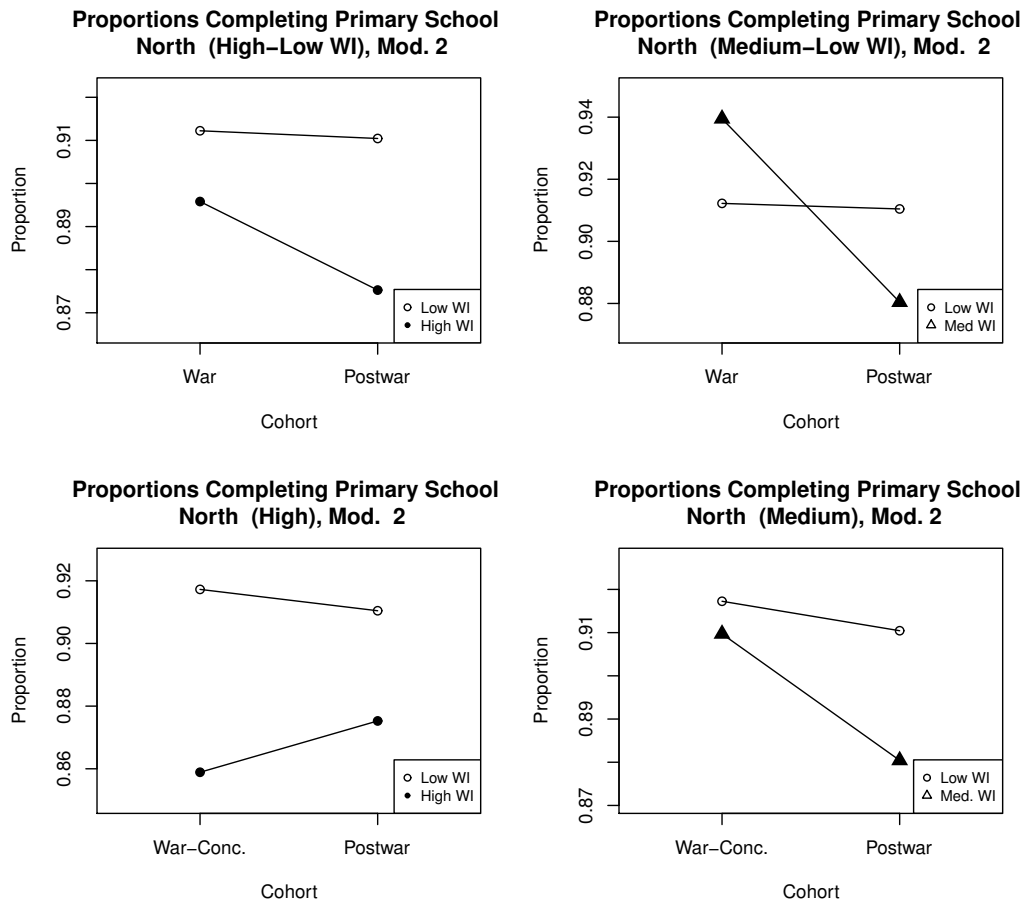 Proportions Completing Primary School
North (High−Low WI), Mod. 2
Proportion
0.91
0.89
0.87
Low WI
High WI
War
Postwar
Cohort
Proportions Completing Primary School
North (Medium−Low WI), Mod. 2
Proportion
0.94
0.92
0.90
0.88
Low WI
Med WI
War
Postwar
Cohort
Proportions Completing Primary School
North (High), Mod. 2
Proportion
0.92
0.90
0.88
0.86
Low WI
High WI
War−Conc.
Postwar
Cohort
Proportions Completing Primary School
North (Medium), Mod. 2
Proportion
0.91
0.89
0.87
Low WI
Med. WI
War−Conc.
Postwar
Cohort